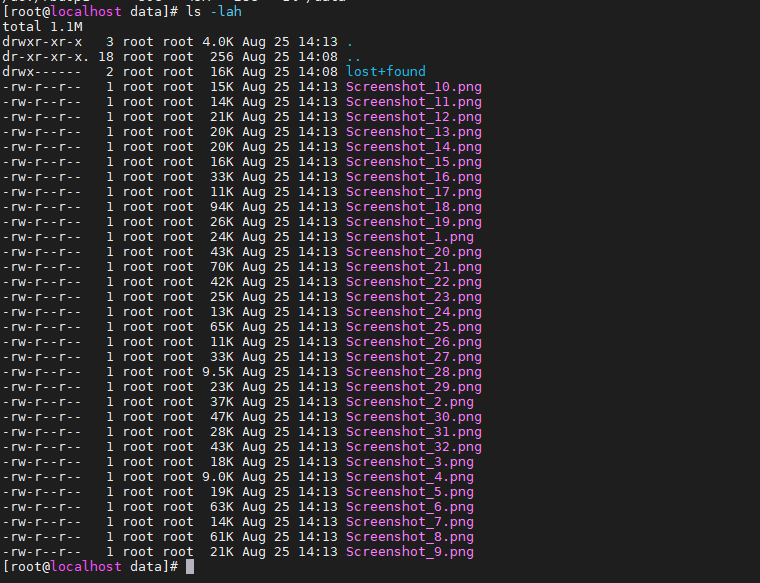 [root@localhost data]# ls -lah
total 1.1M
drwxr-xr-x   3 root root 4.0K Aug 25 14:13 .
dr-xr-xr-x. 18 root root  256 Aug 25 14:08 ..
drwx------   2 root root  16K Aug 25 14:08 lost+found
-rw-r--r--   1 root root  15K Aug 25 14:13 Screenshot_10.png
-rw-r--r--   1 root root  14K Aug 25 14:13 Screenshot_11.png
-rw-r--r--   1 root root  21K Aug 25 14:13 Screenshot_12.png
-rw-r--r--   1 root root  20K Aug 25 14:13 Screenshot_13.png
-rw-r--r--   1 root root  20K Aug 25 14:13 Screenshot_14.png
-rw-r--r--   1 root root  16K Aug 25 14:13 Screenshot_15.png
-rw-r--r--   1 root root  33K Aug 25 14:13 Screenshot_16.png
-rw-r--r--   1 root root  11K Aug 25 14:13 Screenshot_17.png
-rw-r--r--   1 root root  94K Aug 25 14:13 Screenshot_18.png
-rw-r--r--   1 root root  26K Aug 25 14:13 Screenshot_19.png
-rw-r--r--   1 root root  24K Aug 25 14:13 Screenshot_1.png
-rw-r--r--   1 root root  43K Aug 25 14:13 Screenshot_20.png
-rw-r--r--   1 root root  70K Aug 25 14:13 Screenshot_21.png
-rw-r--r--   1 root root  42K Aug 25 14:13 Screenshot_22.png
-rw-r--r--   1 root root  25K Aug 25 14:13 Screenshot_23.png
-rw-r--r--   1 root root  13K Aug 25 14:13 Screenshot_24.png
-rw-r--r--   1 root root  65K Aug 25 14:13 Screenshot_25.png
-rw-r--r--   1 root root  11K Aug 25 14:13 Screenshot_26.png
-rw-r--r--   1 root root  33K Aug 25 14:13 Screenshot_27.png
-rw-r--r--   1 root root 9.5K Aug 25 14:13 Screenshot_28.png
-rw-r--r--   1 root root  23K Aug 25 14:13 Screenshot_29.png
-rw-r--r--   1 root root  37K Aug 25 14:13 Screenshot_2.png
-rw-r--r--   1 root root  47K Aug 25 14:13 Screenshot_30.png
-rw-r--r--   1 root root  28K Aug 25 14:13 Screenshot_31.png
-rw-r--r--   1 root root  43K Aug 25 14:13 Screenshot_32.png
-rw-r--r--   1 root root  18K Aug 25 14:13 Screenshot_3.png
-rw-r--r--   1 root root 9.0K Aug 25 14:13 Screenshot_4.png
-rw-r--r--   1 root root  19K Aug 25 14:13 Screenshot_5.png
-rw-r--r--   1 root root  63K Aug 25 14:13 Screenshot_6.png
-rw-r--r--   1 root root  14K Aug 25 14:13 Screenshot_7.png
-rw-r--r--   1 root root  61K Aug 25 14:13 Screenshot_8.png
-rw-r--r--   1 root root  21K Aug 25 14:13 Screenshot_9.png
[root@localhost data]#